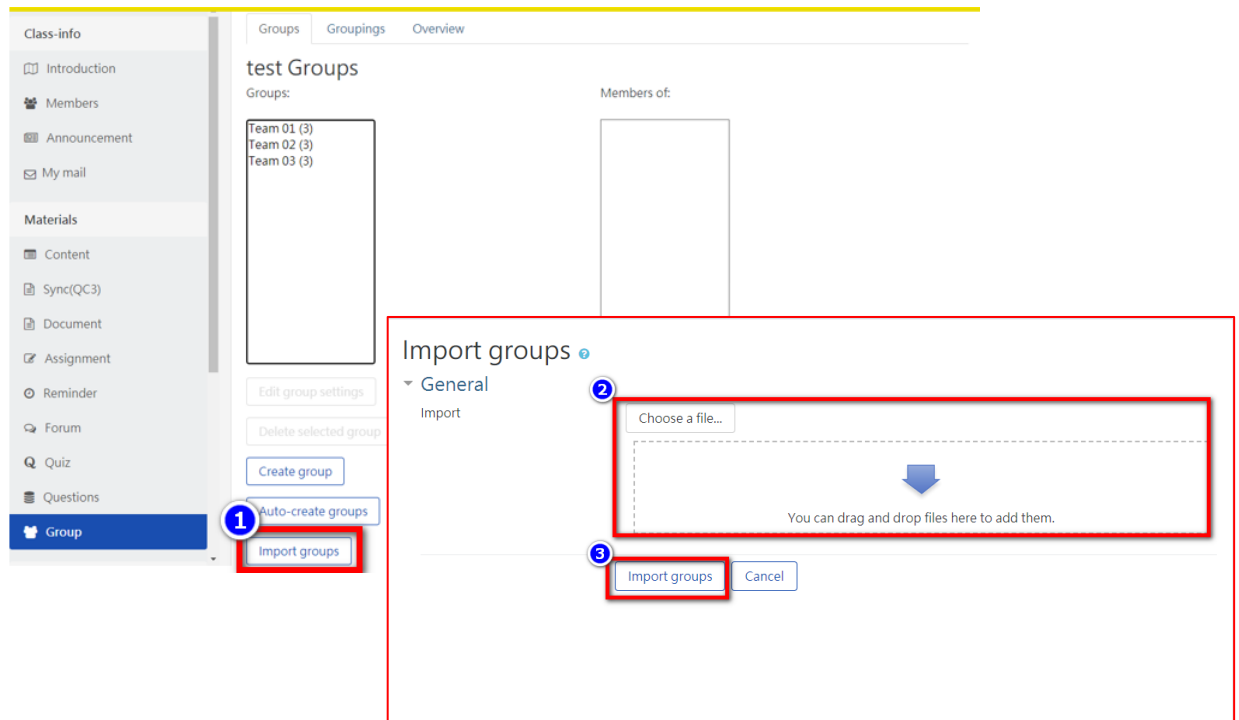 Class-info
Introduction
Members
Announcement
My mail
Materials
Content
Sync(QC3)
Document
Assignment
Reminder
Forum
Q Quiz
Questions
Group
Groups Groupings Overview
test Groups
Groups: Members of:
Team 01 (3)
Team 02 (3)
Team 03 (3)
Edit group settings
Delete selected group
Create group
Auto-create groups
1
Import groups
Import groups ?
General
2
Import Choose a file...
You can drag and drop files here to add them.
3
Import groups Cancel